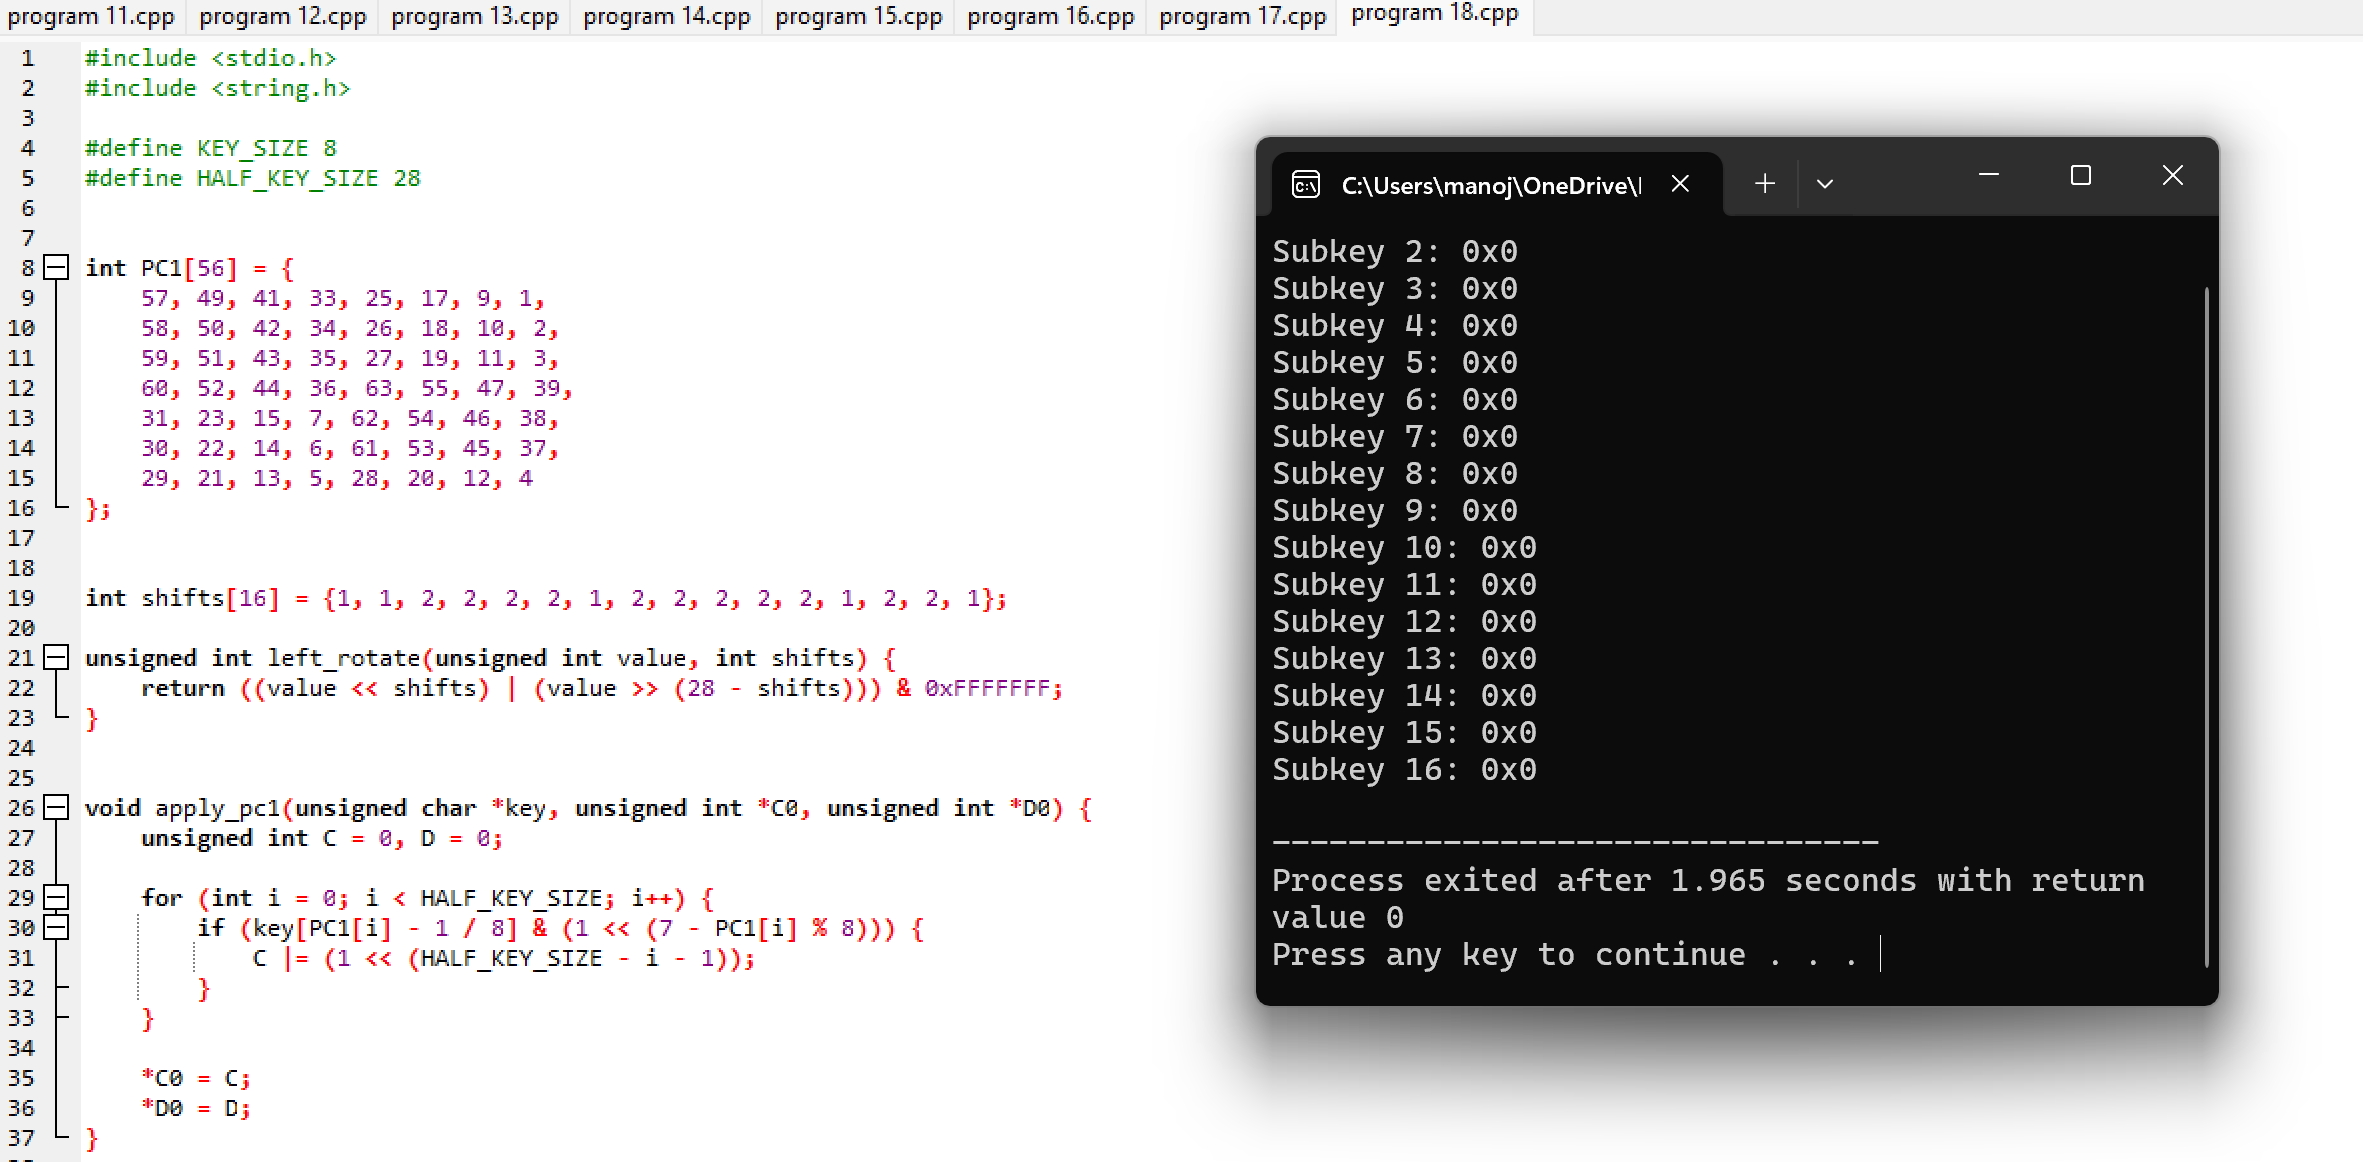 program 11.cpp program 12.cpp program 13.cpp program 14.cpp program 15.cpp program 16.cpp program 17.cpp program 18.cpp
1 #include <stdio.h>
2 #include <string.h>
3
4 #define KEY_SIZE 8
5 #define HALF_KEY_SIZE 28
6
7
8 int PC1[56] = {
9 57, 49, 41, 33, 25, 17, 9, 1,
10 58, 50, 42, 34, 26, 18, 10, 2,
11 59, 51, 43, 35, 27, 19, 11, 3,
12 60, 52, 44, 36, 63, 55, 47, 39,
13 31, 23, 15, 7, 62, 54, 46, 38,
14 30, 22, 14, 6, 61, 53, 45, 37,
15 29, 21, 13, 5, 28, 20, 12, 4
16 };
17
18
19 int shifts[16] = {1, 1, 2, 2, 2, 2, 1, 2, 2, 2, 2, 2, 1, 2, 2, 1};
20
21 unsigned int left_rotate(unsigned int value, int shifts) {
22 return ((value << shifts) | (value >> (28 - shifts))) & 0xFFFFFFF;
23 }
24
25
26 void apply_pc1(unsigned char *key, unsigned int *C0, unsigned int *D0) {
27 unsigned int C = 0, D = 0;
28
29 for (int i = 0; i < HALF_KEY_SIZE; i++) {
30 if (key[PC1[i] - 1 / 8] & (1 << (7 - PC1[i] % 8))) {
31 C |= (1 << (HALF_KEY_SIZE - i - 1));
32 }
33 }
34
35 *C0 = C;
36 *D0 = D;
37 }
C:\Users\manoj\OneDrive\
Subkey 2: 0x0
Subkey 3: 0x0
Subkey 4: 0x0
Subkey 5: 0x0
Subkey 6: 0x0
Subkey 7: 0x0
Subkey 8: 0x0
Subkey 9: 0x0
Subkey 10: 0x0
Subkey 11: 0x0
Subkey 12: 0x0
Subkey 13: 0x0
Subkey 14: 0x0
Subkey 15: 0x0
Subkey 16: 0x0
--------------------------------
Process exited after 1.965 seconds with return
value 0
Press any key to continue . . .